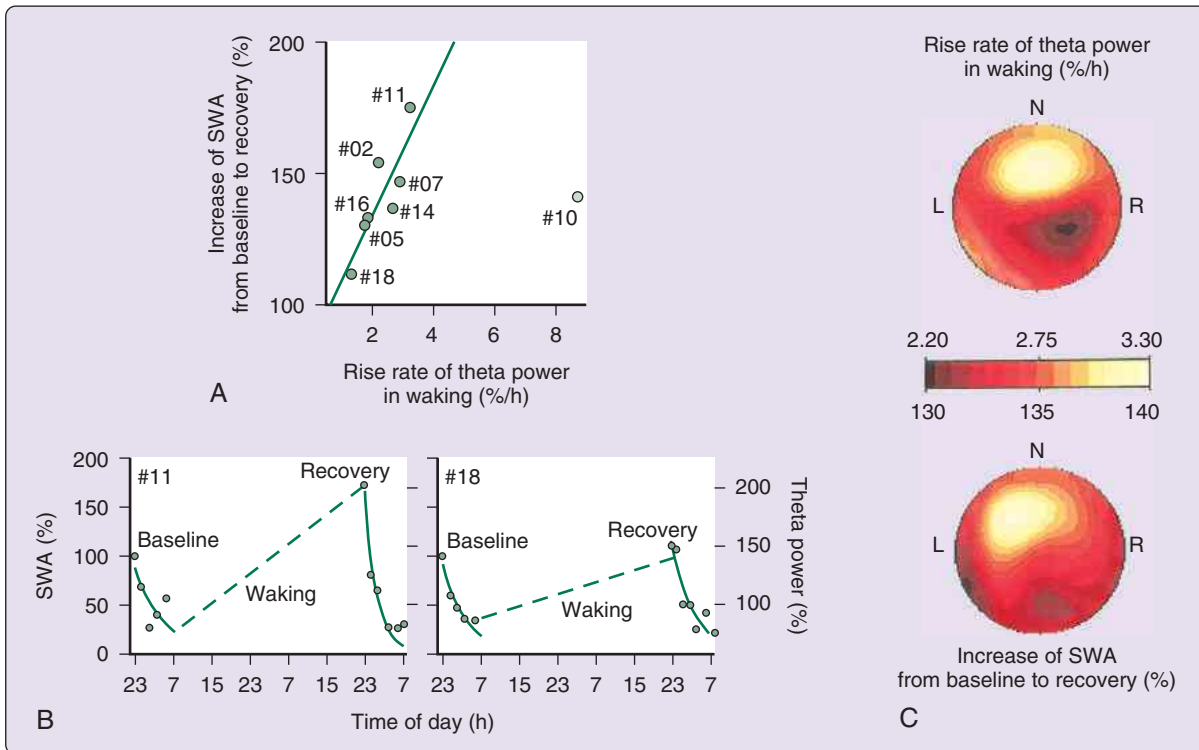 200
150
100
Increase of SWA
from baseline to recovery (%)
#11
#02
#07
#16
#14
#05
#18
#10
2
4
6
8
Rise rate of theta power
in waking (%/h)
A
200
150
100
50
0
SWA (%)
#11
Baseline
Waking
Recovery
#18
Baseline
Waking
Recovery
200
150
100
Theta power
(%)
23 7 15 23 7 15 23 7
23 7 15 23 7 15 23 7
Time of day (h)
B
Rise rate of theta power
in waking (%/h)
N
L
R
2.20 2.75 3.30
130 135 140
N
L
R
Increase of SWA
from baseline to recovery (%)
C